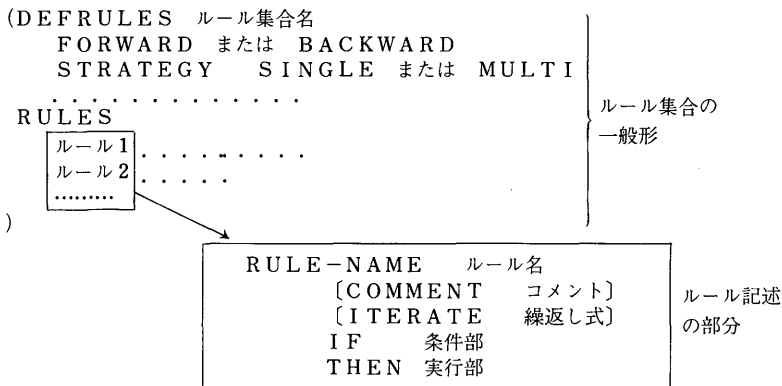 (DEFRULES ルール集合名
FORWARD または BACKWARD
STRATEGY SINGLE または MULTI
. . . . . . . . . . . . .
RULES
ルール1 . . . . . . . . .
ルール2 . . . . .
.........
)
ルール集合の
一般形
RULE-NAME ルール名
〔COMMENT コメント〕
〔ITERATE 繰返し式〕
IF 条件部
THEN 実行部
ルール記述
の部分